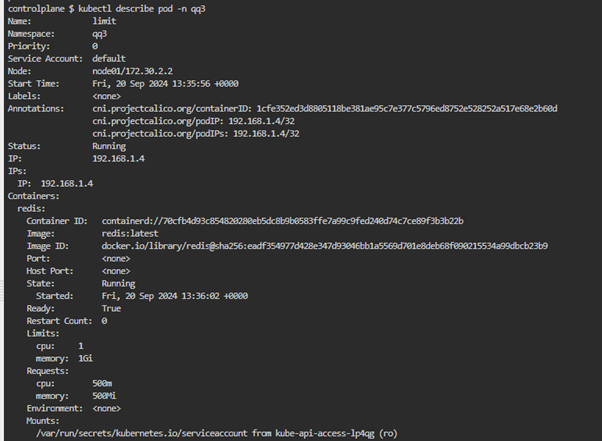 controlplane $ kubectl describe pod -n qq3
Name:             limit
Namespace:        qq3
Priority:         0
Service Account:  default
Node:             node01/172.30.2.2
Start Time:       Fri, 20 Sep 2024 13:35:56 +0000
Labels:           <none>
Annotations:      cni.projectcalico.org/containerID: 1cfe352ed3d8805118be381ae95c7e377c5796ed8752e528252a517e68e2b60d
                  cni.projectcalico.org/podIP: 192.168.1.4/32
                  cni.projectcalico.org/podIPs: 192.168.1.4/32
Status:           Running
IP:               192.168.1.4
IPs:
  IP:  192.168.1.4
Containers:
  redis:
    Container ID:   containerd://70cfb4d93c854820280eb5dc8b9b0583ffe7a99c9fed240d74c7ce89f3b3b22b
    Image:          redis:latest
    Image ID:       docker.io/library/redis@sha256:eadf354977d428e347d93046bb1a5569d701e8deb68f090215534a99dbcb23b9
    Port:           <none>
    Host Port:      <none>
    State:          Running
      Started:      Fri, 20 Sep 2024 13:36:02 +0000
    Ready:          True
    Restart Count:  0
    Limits:
      cpu:     1
      memory:  1Gi
    Requests:
      cpu:        500m
      memory:     500Mi
    Environment:  <none>
    Mounts:
      /var/run/secrets/kubernetes.io/serviceaccount from kube-api-access-lp4qg (ro)